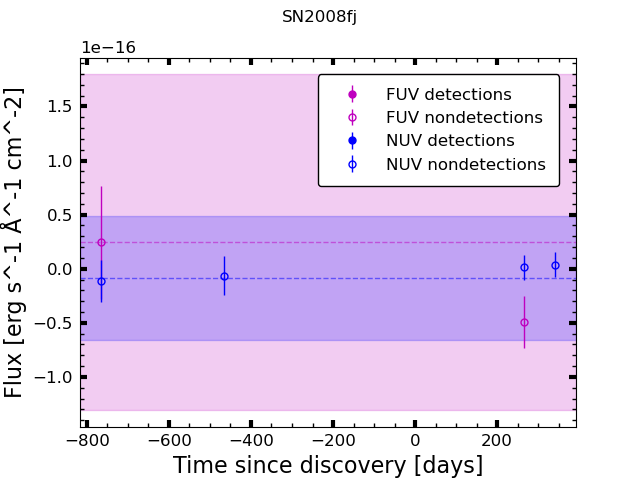 SN2008fj
1e−16
FUV detections
FUV nondetections
NUV detections
NUV nondetections
1.5
1.0
0.5
0.0
−0.5
−1.0
Flux [erg s^-1 Å^-1 cm^-2]
−800 −600 −400 −200 0 200
Time since discovery [days]